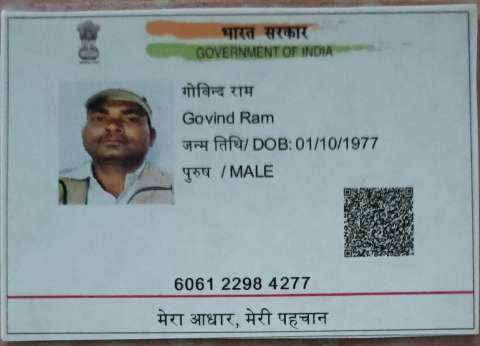 भारत सरकार
GOVERNMENT OF INDIA
गोविन्द राम
Govind Ram
जन्म तिथि/ DOB: 01/10/1977
पुरुष / MALE
6061 2298 4277
मेरा आधार, मेरी पहचान